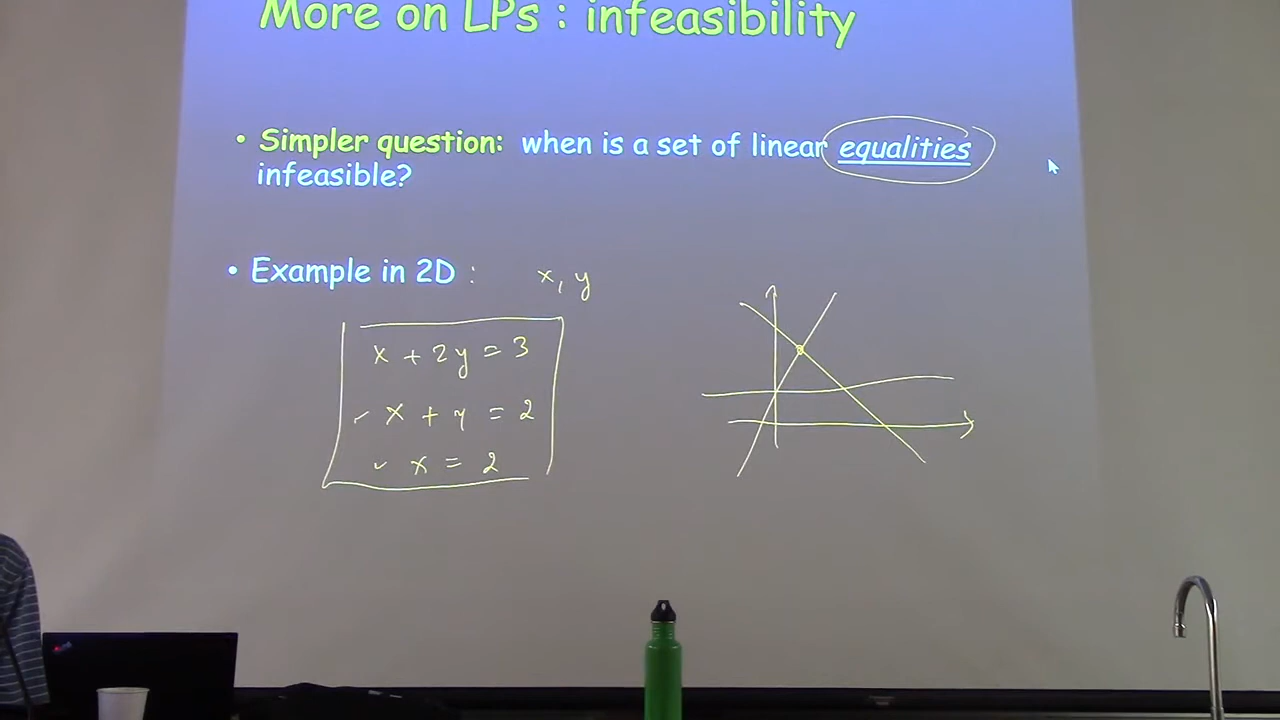 More on LPs : infeasibility
• Simpler question: when is a set of linear equalities
infeasible?
• Example in 2D : x, y
x + 2y = 3
x + y = 2
x = 2